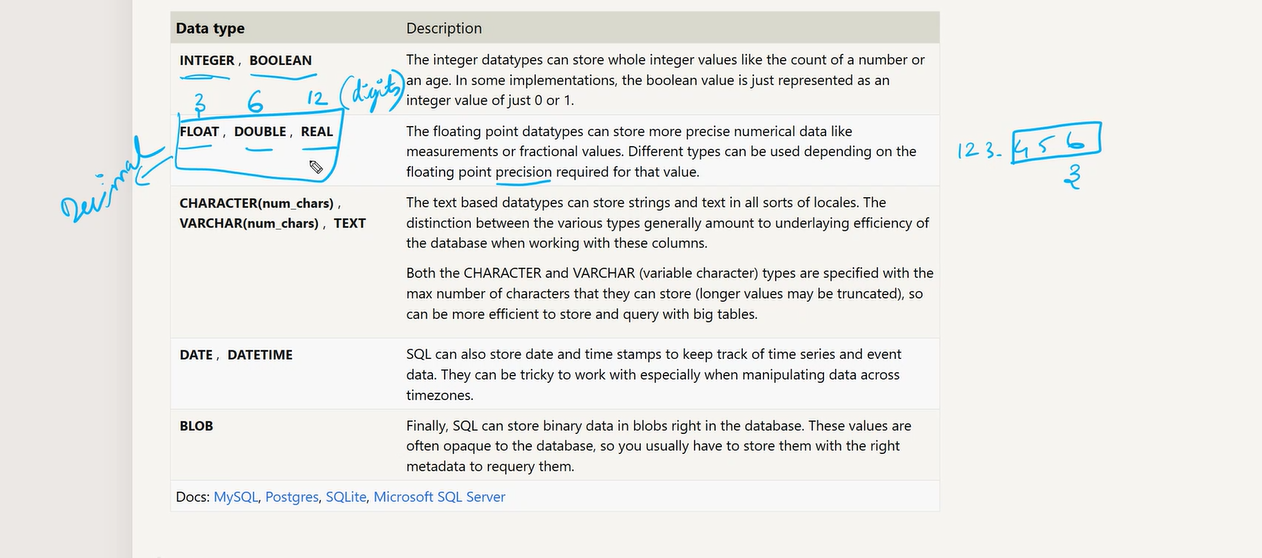 Data type Description
INTEGER , BOOLEAN The integer datatypes can store whole integer values like the count of a number or
an age. In some implementations, the boolean value is just represented as an
integer value of just 0 or 1.
3 6 12 (digits)
FLOAT , DOUBLE , REAL The floating point datatypes can store more precise numerical data like
measurements or fractional values. Different types can be used depending on the
floating point precision required for that value.
Decimal
123. 456
3
CHARACTER(num_chars) ,
VARCHAR(num_chars) , TEXT
The text based datatypes can store strings and text in all sorts of locales. The
distinction between the various types generally amount to underlaying efficiency of
the database when working with these columns.
Both the CHARACTER and VARCHAR (variable character) types are specified with the
max number of characters that they can store (longer values may be truncated), so
can be more efficient to store and query with big tables.
DATE , DATETIME SQL can also store date and time stamps to keep track of time series and event
data. They can be tricky to work with especially when manipulating data across
timezones.
BLOB Finally, SQL can store binary data in blobs right in the database. These values are
often opaque to the database, so you usually have to store them with the right
metadata to requery them.
Docs: MySQL, Postgres, SQLite, Microsoft SQL Server